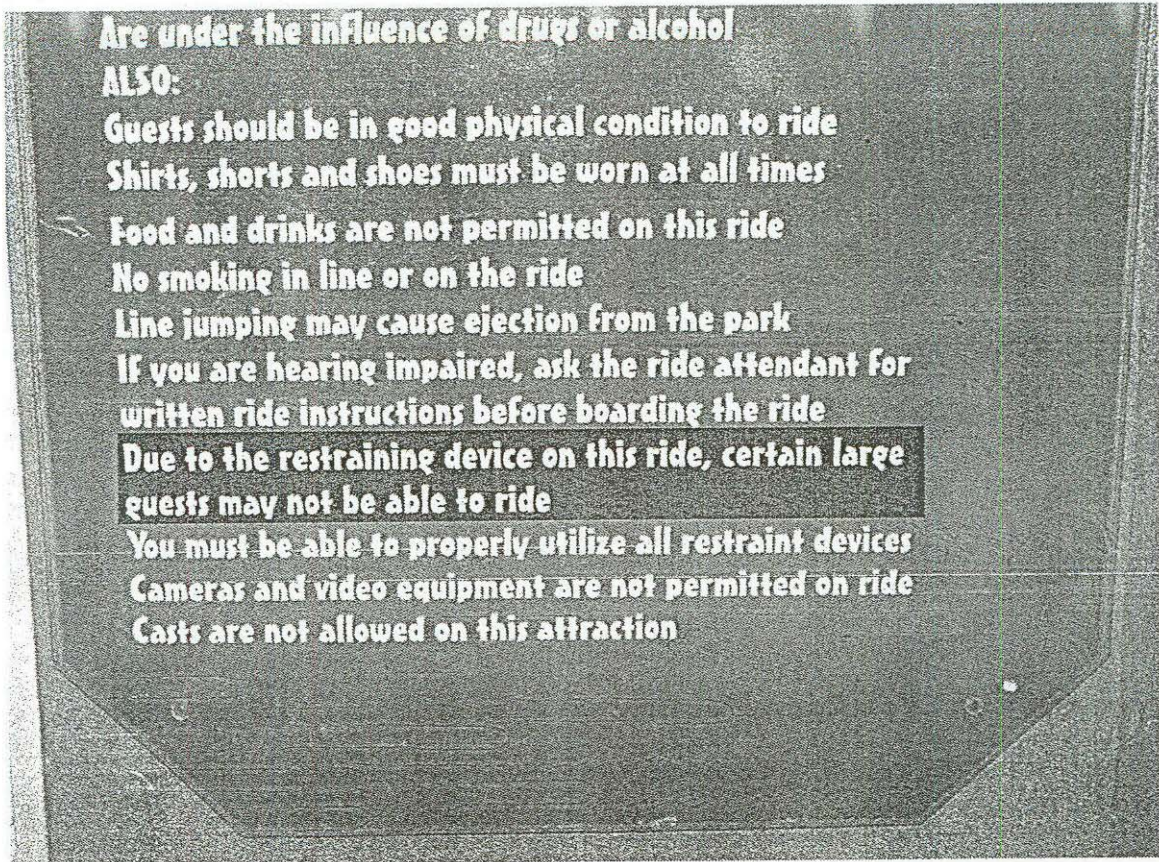 Are under the influence of drugs or alcohol
ALSO:
Guests should be in good physical condition to ride
Shirts, shorts and shoes must be worn at all times
Food and drinks are not permitted on this ride
No smoking in line or on the ride
Line jumping may cause ejection from the park
If you are hearing impaired, ask the ride attendant for
written ride instructions before boarding the ride
Due to the restraining device on this ride, certain large
guests may not be able to ride
You must be able to properly utilize all restraint devices
Cameras and video equipment are not permitted on ride
Casts are not allowed on this attraction